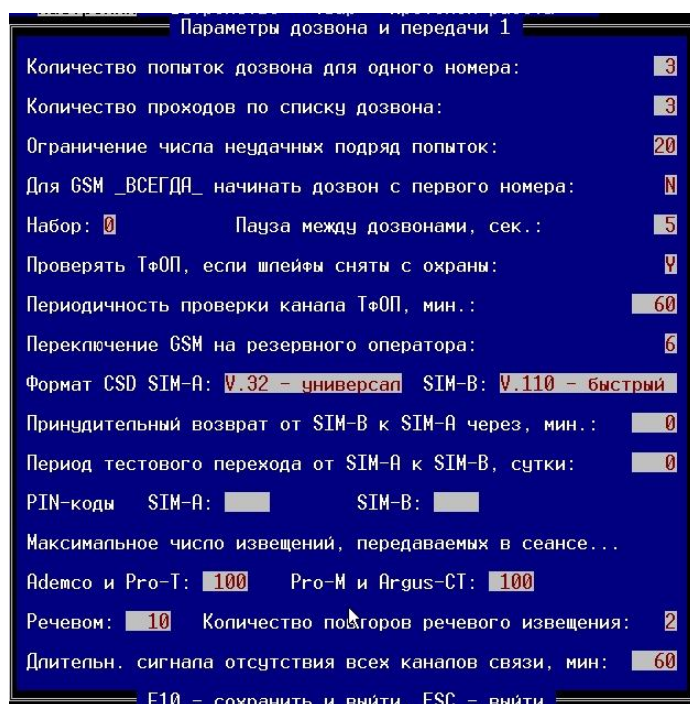 Параметры дозвона и передачи 1
Количество попыток дозвона для одного номера: 3
Количество проходов по списку дозвона: 3
Ограничение числа неудачных подряд попыток: 20
Для GSM _ВСЕГДА_ начинать дозвон с первого номера: N
Набор: 0 Пауза между дозвонами, сек.: 5
Проверять ТфОП, если шлейфы сняты с охраны: Y
Периодичность проверки канала ТфОП, мин.: 60
Переключение GSM на резервного оператора: 6
Формат CSD SIM-A: V.32 - универсал SIM-B: V.110 - быстрый
Принудительный возврат от SIM-B к SIM-A через, мин.: 0
Период тестового перехода от SIM-A к SIM-B, сутки: 0
PIN-коды SIM-A: SIM-B:
Максимальное число извещений, передаваемых в сеансе...
Ademco и Pro-T: 100 Pro-M и Argus-CT: 100
Речевом: 10 Количество повторов речевого извещения: 2
Длительн. сигнала отсутствия всех каналов связи, мин: 60
F10 - сохранить и выйти ESC - выйти